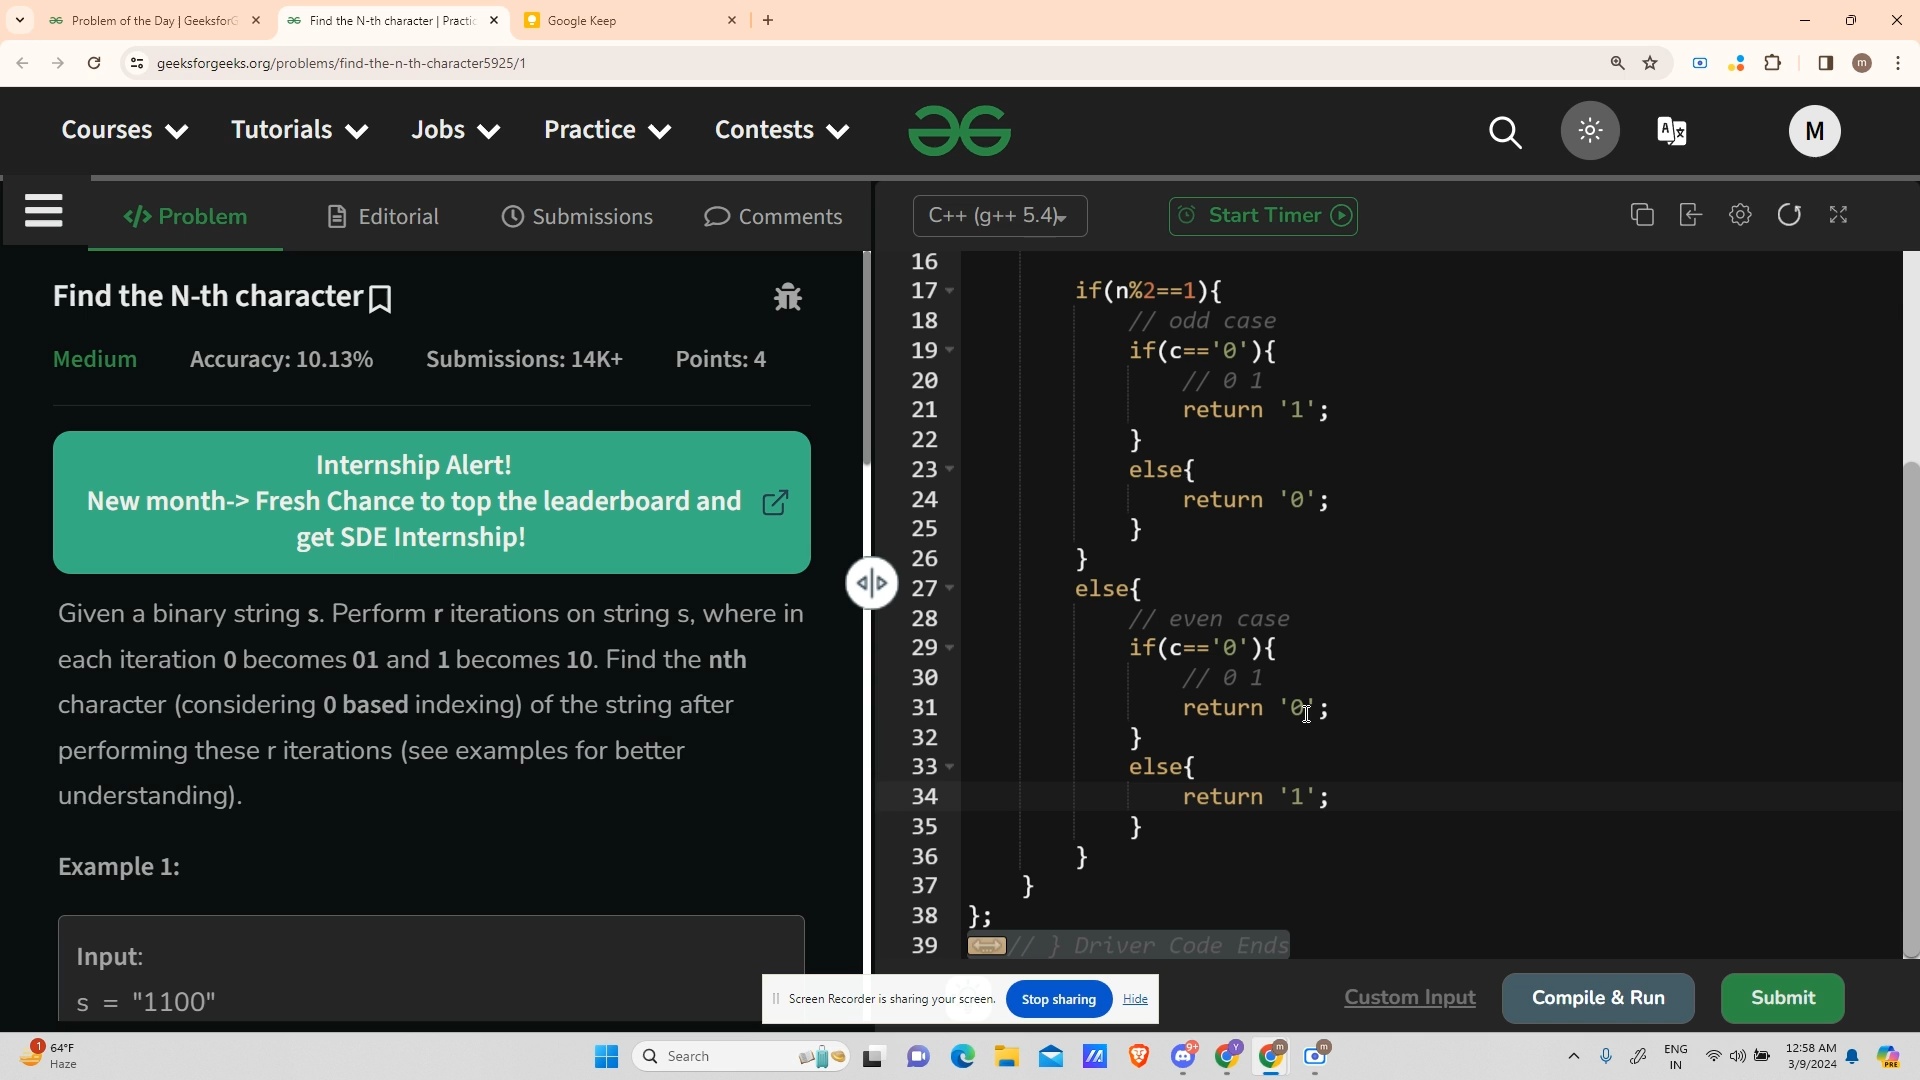 Problem of the Day | GeeksforG
Find the N-th character | Practic
Google Keep
geeksforgeeks.org/problems/find-the-n-th-character5925/1
m
Courses
Tutorials
Jobs
Practice
Contests
M
Problem
Editorial
Submissions
Comments
C++ (g++ 5.4)
Start Timer
Find the N-th character
Medium
Accuracy: 10.13%
Submissions: 14K+
Points: 4
Internship Alert!
New month-> Fresh Chance to top the leaderboard and
get SDE Internship!
Given a binary string s. Perform r iterations on string s, where in
each iteration 0 becomes 01 and 1 becomes 10. Find the nth
character (considering 0 based indexing) of the string after
performing these r iterations (see examples for better
understanding).
Example 1:
Input:
s = "1100"
16
17 if(n%2==1){
18 // odd case
19 if(c=='0'){
20 // 0 1
21 return '1';
22 }
23 else{
24 return '0';
25 }
26 }
27 else{
28 // even case
29 if(c=='0'){
30 // 0 1
31 return '0';
32 }
33 else{
34 return '1';
35 }
36 }
37 }
38 };
39 // } Driver Code Ends
Screen Recorder is sharing your screen.
Stop sharing
Hide
Custom Input
Compile & Run
Submit
1
64°F
Haze
Search
9+
Y
m
m
ENG
IN
12:58 AM
3/9/2024
PRE